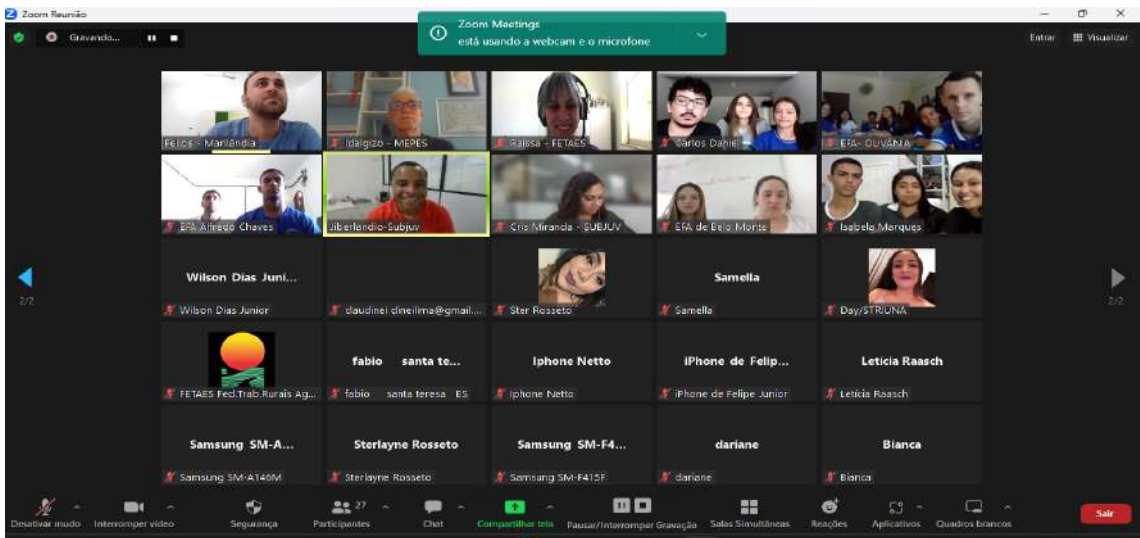 Zoom Reunião
Zoom Meetings
está usando a webcam e o microfone
Gravando...
Entrar
Visualizar
Felipe - Marilândia
Idalgizo - MEPES
Raissa - FETAES
Carlos Daniel
EFA- OLIVANIA
EFA Alfredo Chaves
Jiberlandio-Subjuv
Cris Miranda - SUBJUV
EFA de Belo Monte
Isabela Marques
2/2
2/2
Wilson Dias Juni...
Samella
Wilson Dias Junior
claudinei clineilima@gmail....
Ster Rosseto
Samella
Day/STRJUNA
fabio santa te...
Iphone Netto
iPhone de Felip...
Letícia Raasch
FETAES Fed.Trab.Rurais Ag...
fabio santa teresa ES
Iphone Netto
iPhone de Felipe Junior
Letícia Raasch
Samsung SM-A...
Sterlayne Rosseto
Samsung SM-F4...
dariane
Bianca
Samsung SM-A146M
Sterlayne Rosseto
Samsung SM-F415F
dariane
Bianca
27
Desativar mudo
Interromper vídeo
Segurança
Participantes
Chat
Compartilhar tela
Pausar/Interromper Gravação
Salas Simultâneas
Reações
Aplicativos
Quadros brancos
Sair